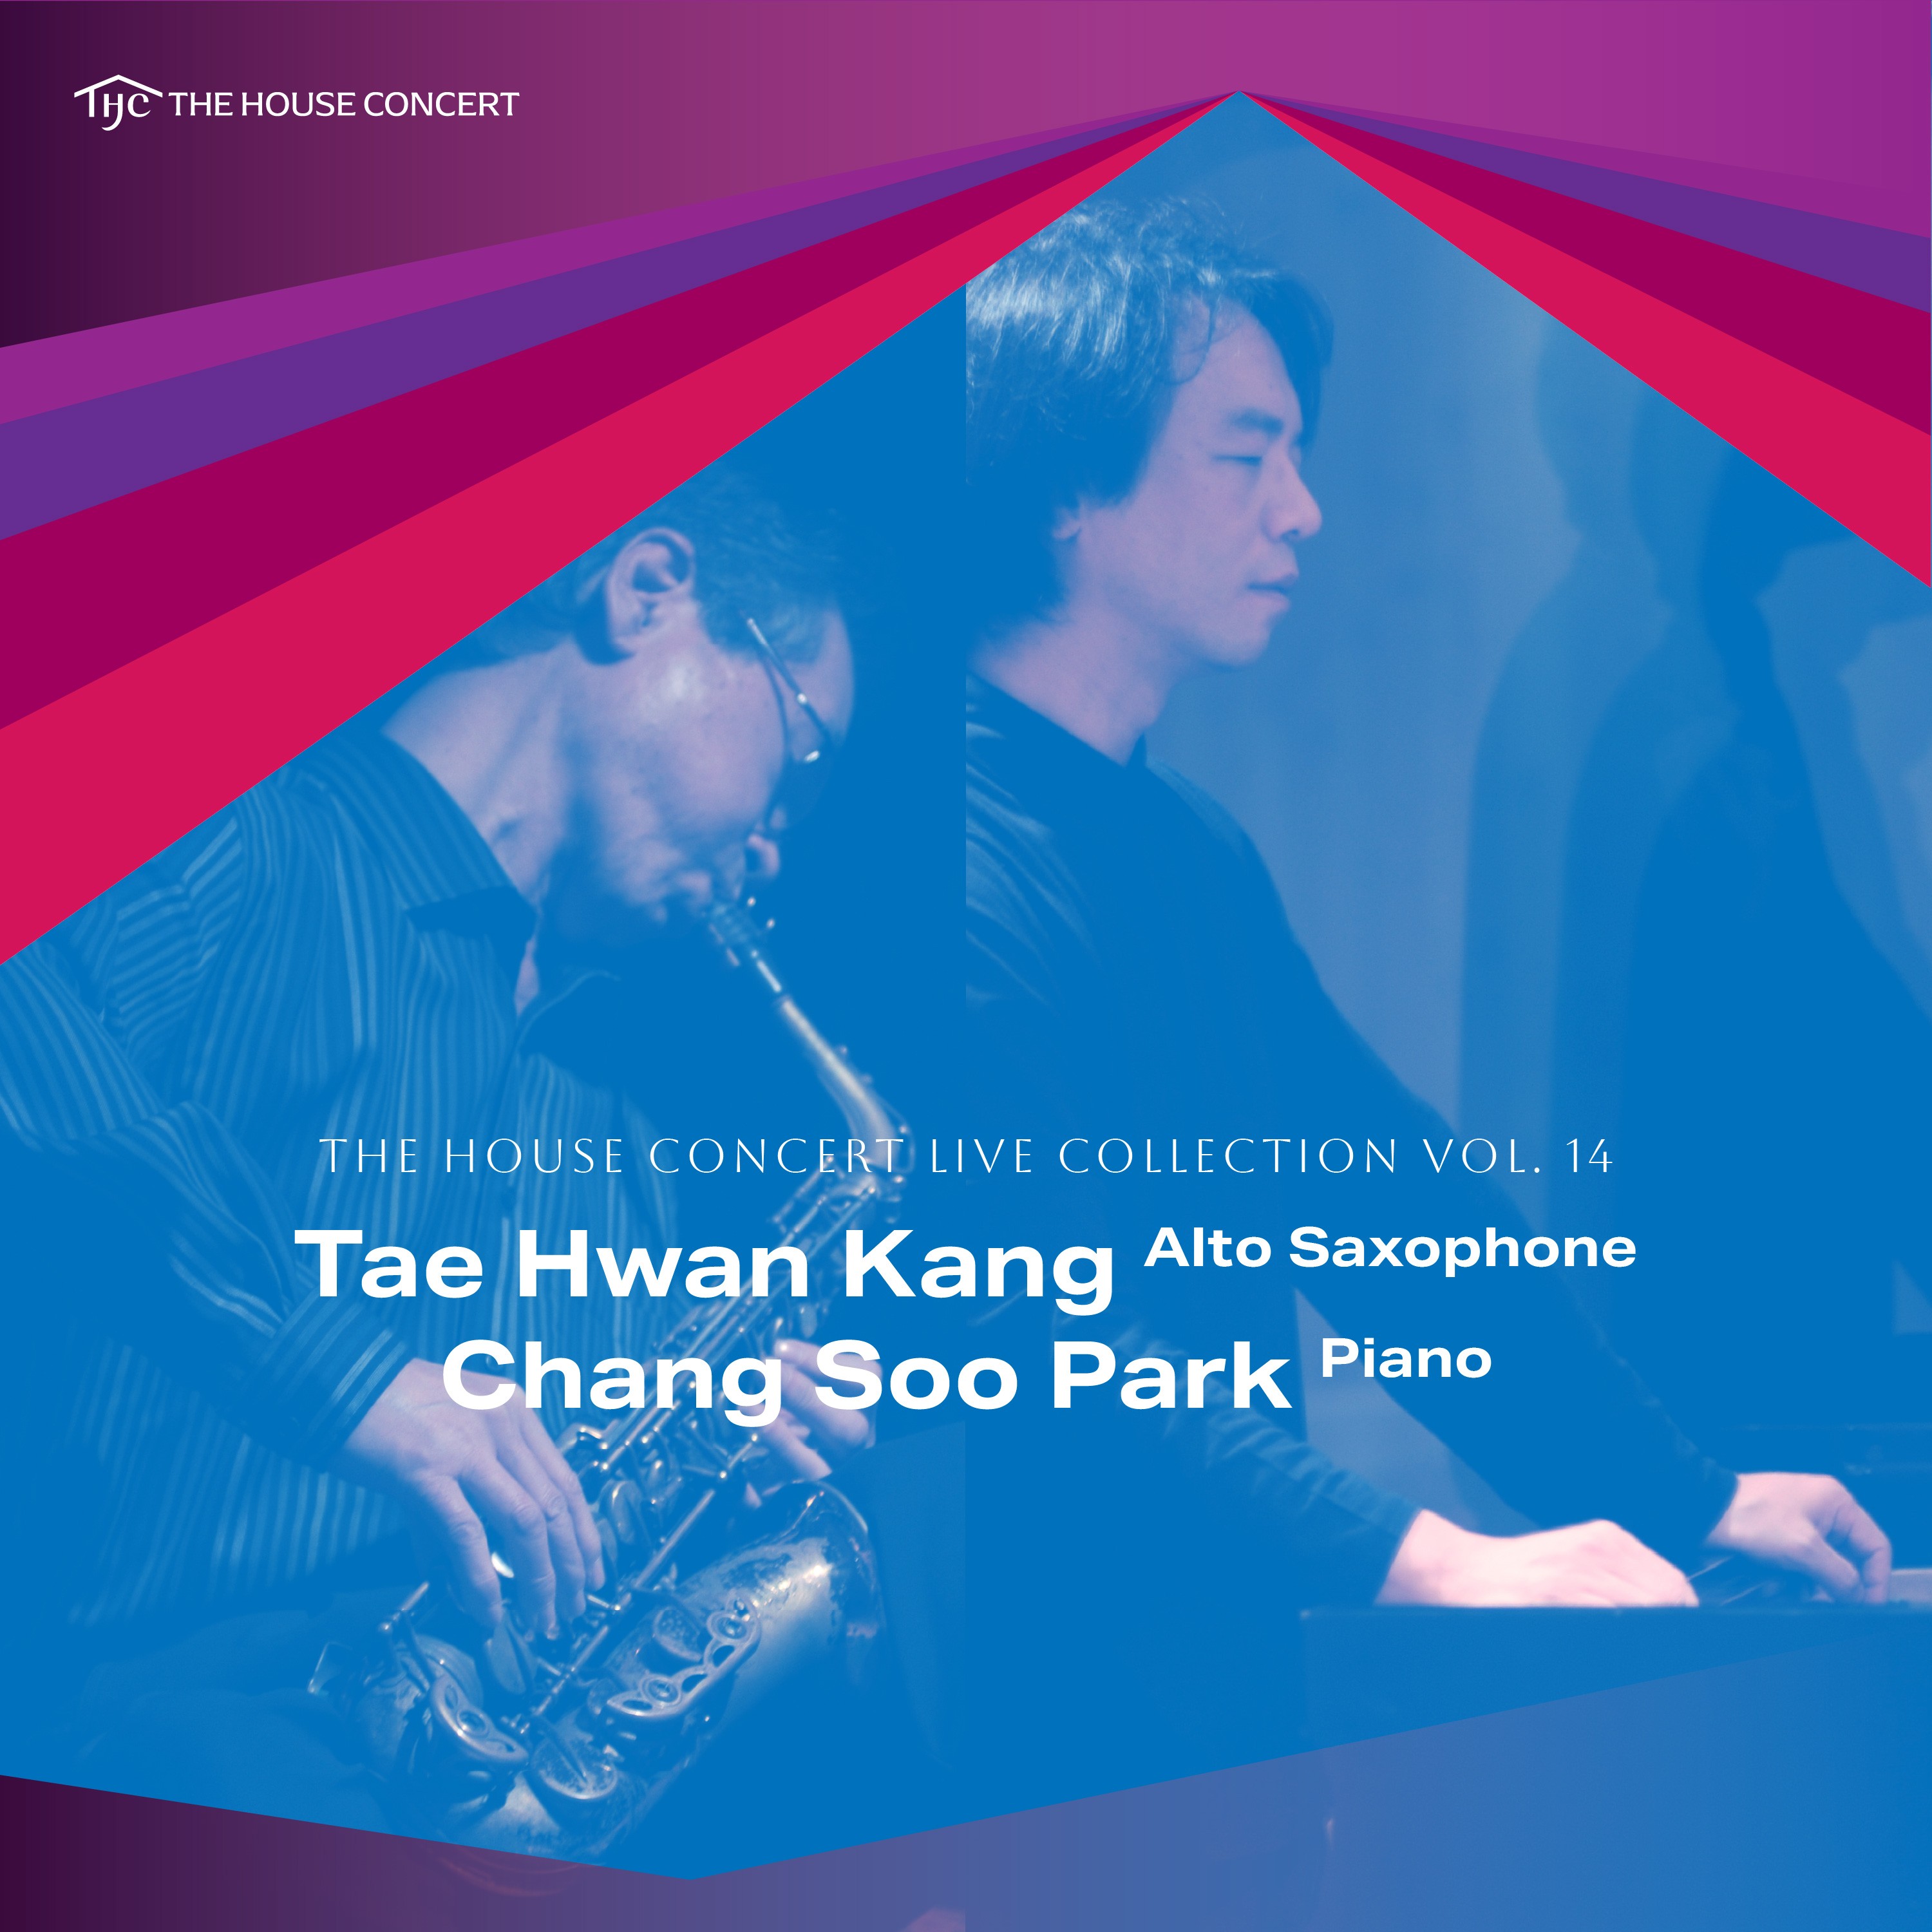 THC THE HOUSE CONCERT
THE HOUSE CONCERT LIVE COLLECTION VOL. 14
Tae Hwan Kang Alto Saxophone
Chang Soo Park Piano